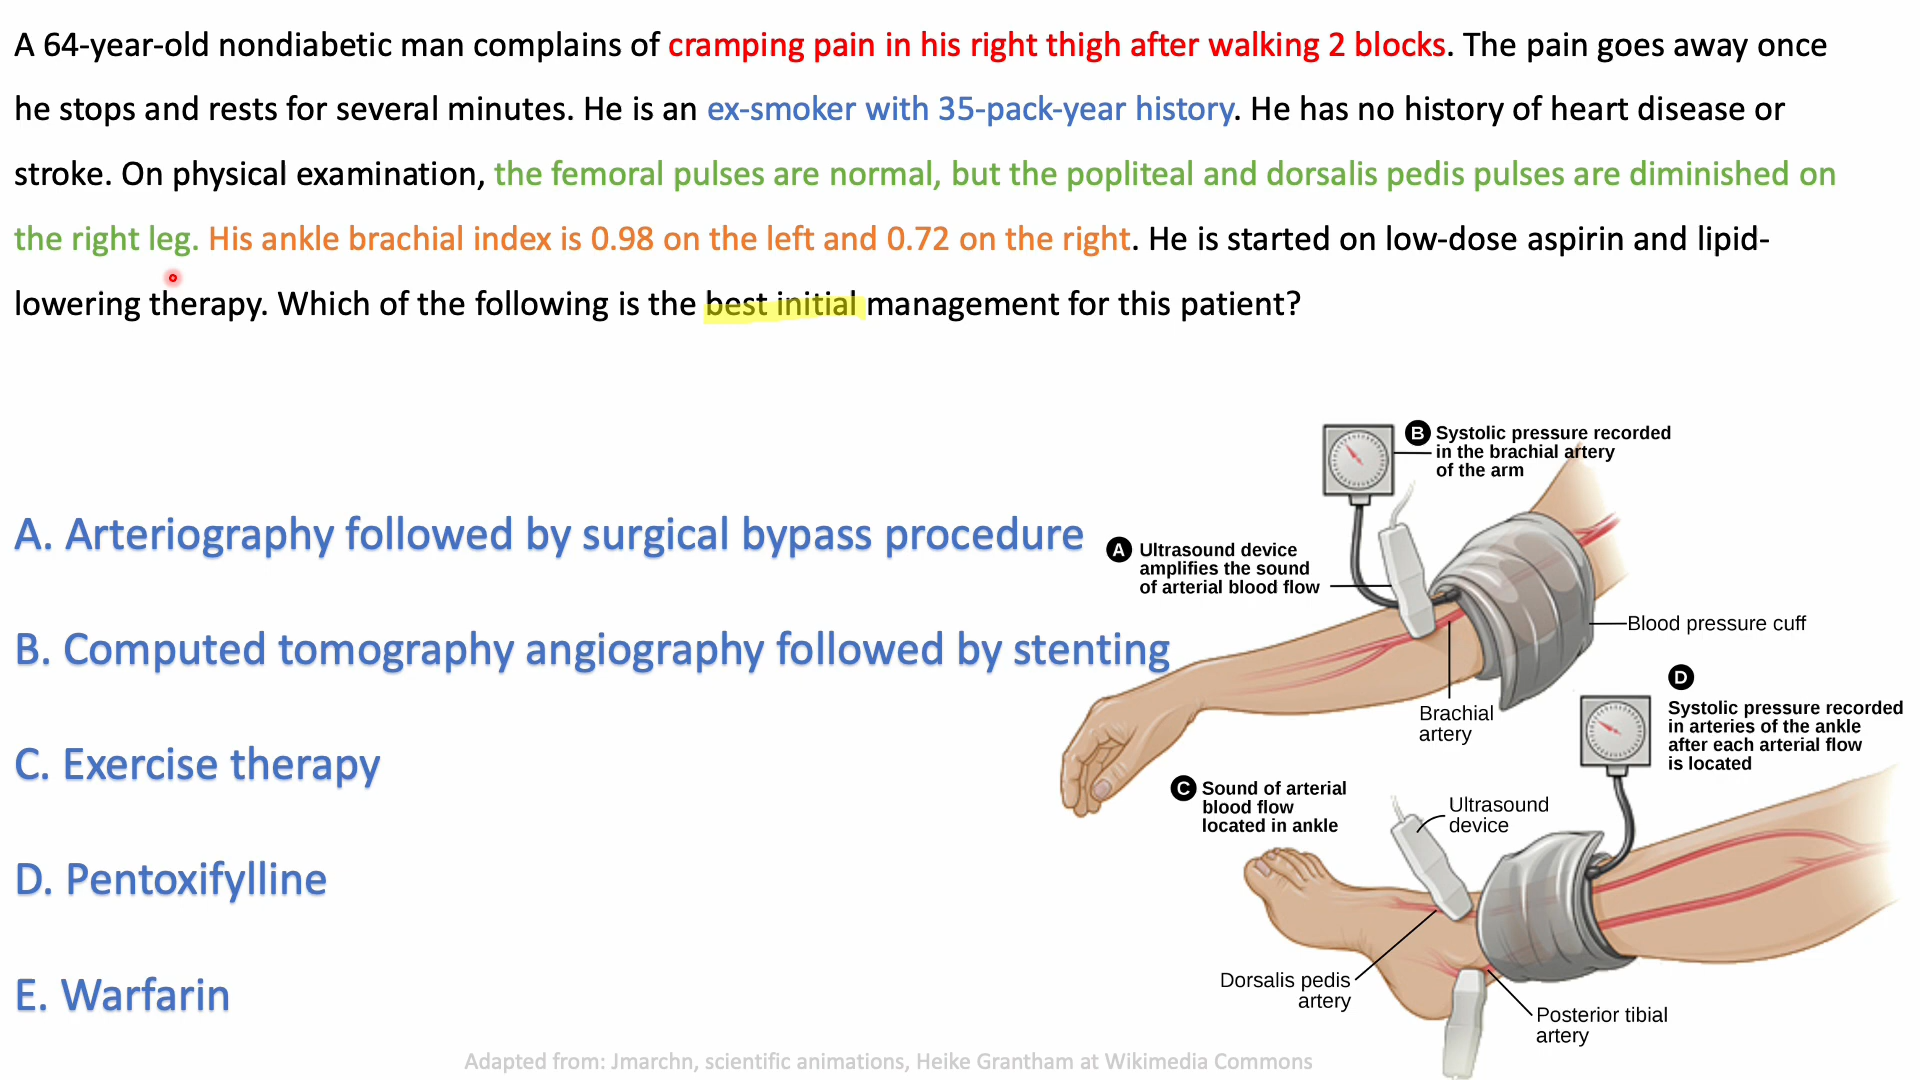 A 64-year-old nondiabetic man complains of cramping pain in his right thigh after walking 2 blocks. The pain goes away once
he stops and rests for several minutes. He is an ex-smoker with 35-pack-year history. He has no history of heart disease or
stroke. On physical examination, the femoral pulses are normal, but the popliteal and dorsalis pedis pulses are diminished on
the right leg. His ankle brachial index is 0.98 on the left and 0.72 on the right. He is started on low-dose aspirin and lipid-
lowering therapy. Which of the following is the best initial management for this patient?
A. Arteriography followed by surgical bypass procedure
B. Computed tomography angiography followed by stenting
C. Exercise therapy
D. Pentoxifylline
E. Warfarin
B Systolic pressure recorded
in the brachial artery
of the arm
A Ultrasound device
amplifies the sound
of arterial blood flow
Blood pressure cuff
Brachial
artery
D
Systolic pressure recorded
in arteries of the ankle
after each arterial flow
is located
C Sound of arterial
blood flow
located in ankle
Ultrasound
device
Dorsalis pedis
artery
Posterior tibial
artery
Adapted from: Jmarchn, scientific animations, Heike Grantham at Wikimedia Commons